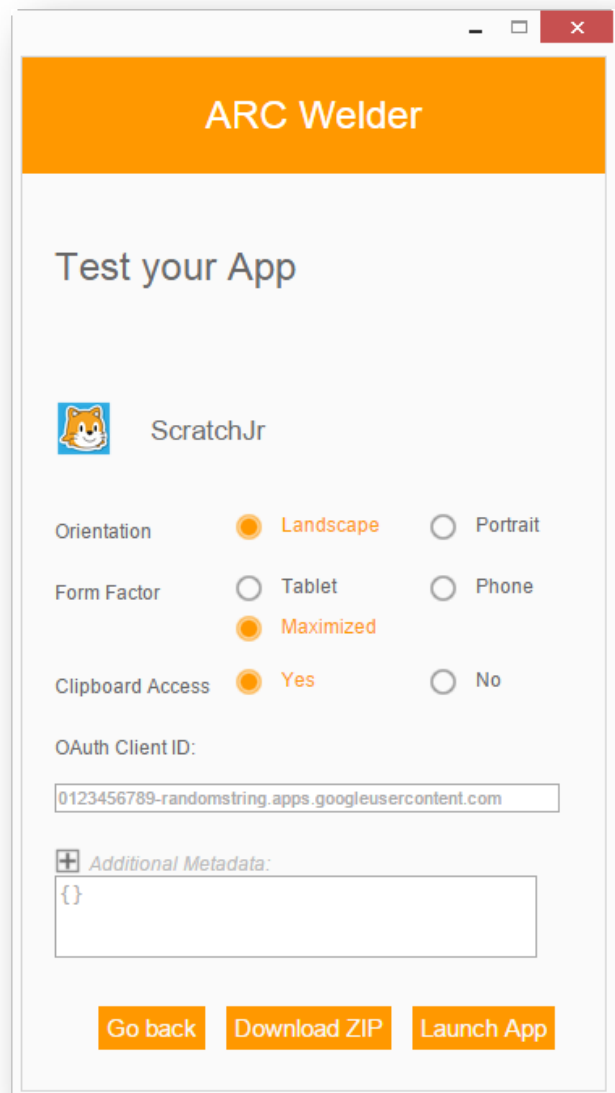 ARC Welder
Test your App
ScratchJr
Orientation Landscape Portrait
Form Factor Tablet Phone
Maximized
Clipboard Access Yes No
OAuth Client ID:
0123456789-randomstring.apps.googleusercontent.com
Additional Metadata:
{}
Go back Download ZIP Launch App